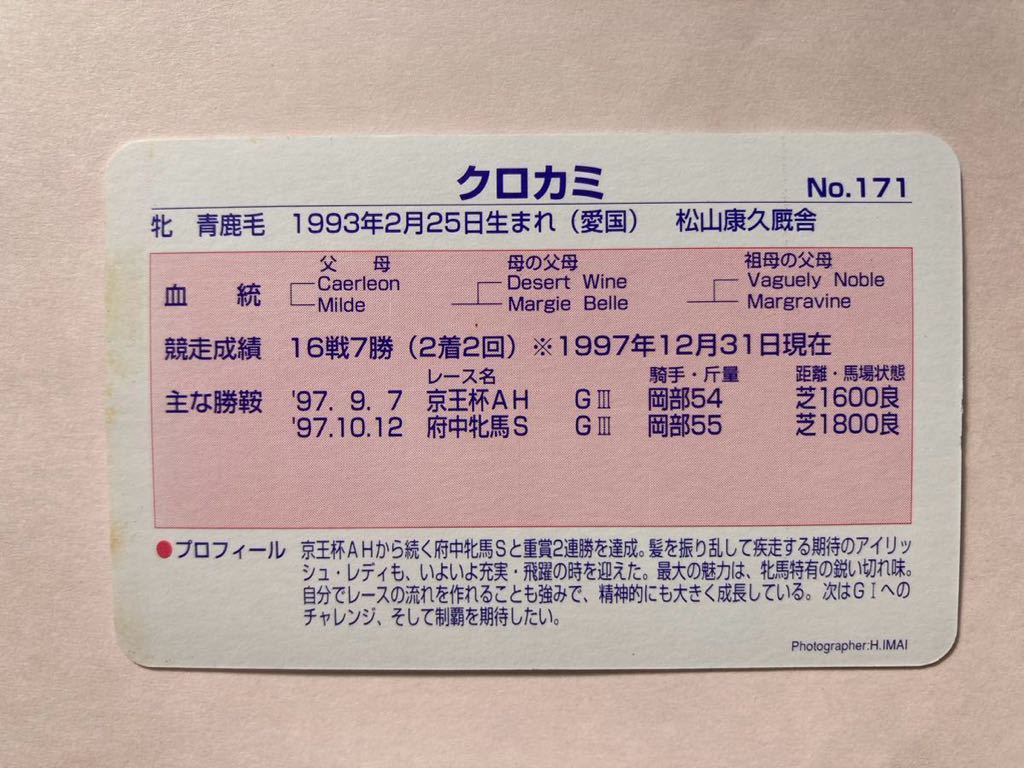 クロカミ No.171
牝 青鹿毛 1993年2月25日生まれ（愛国） 松山康久厩舎
父 母 母の父母 祖母の父母
血統 Caerleon Desert Wine Vaguely Noble
Milde Margie Belle Margravine
競走成績 16戦7勝（2着2回）※1997年12月31日現在
レース名 騎手・斤量 距離・馬場状態
主な勝鞍 '97. 9. 7 京王杯AH GⅢ 岡部54 芝1600良
'97.10.12 府中牝馬S GⅢ 岡部55 芝1800良
●プロフィール 京王杯AHから続く府中牝馬Sと重賞2連勝を達成。髪を振り乱して疾走する期待のアイリッ
シュ・レディも、いよいよ充実・飛躍の時を迎えた。最大の魅力は、牝馬特有の鋭い切れ味。
自分でレースの流れを作れることも強みで、精神的にも大きく成長している。次はGIへの
チャレンジ、そして制覇を期待したい。
Photographer:H.IMAI